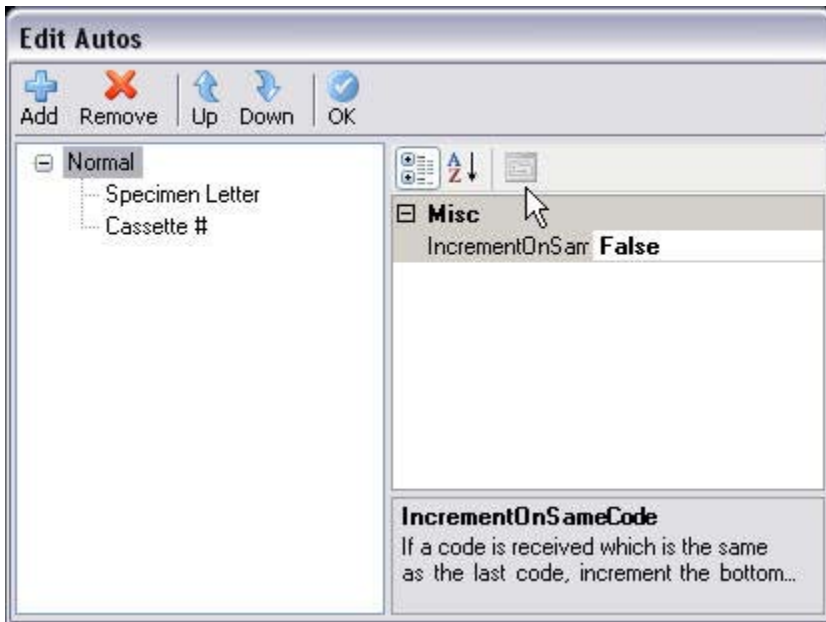 Edit Autos
Add Remove Up Down OK
Normal
Specimen Letter
Cassette #
A
Z
Misc
IncrementOnSam False
IncrementOnSameCode
If a code is received which is the same
as the last code, increment the bottom...